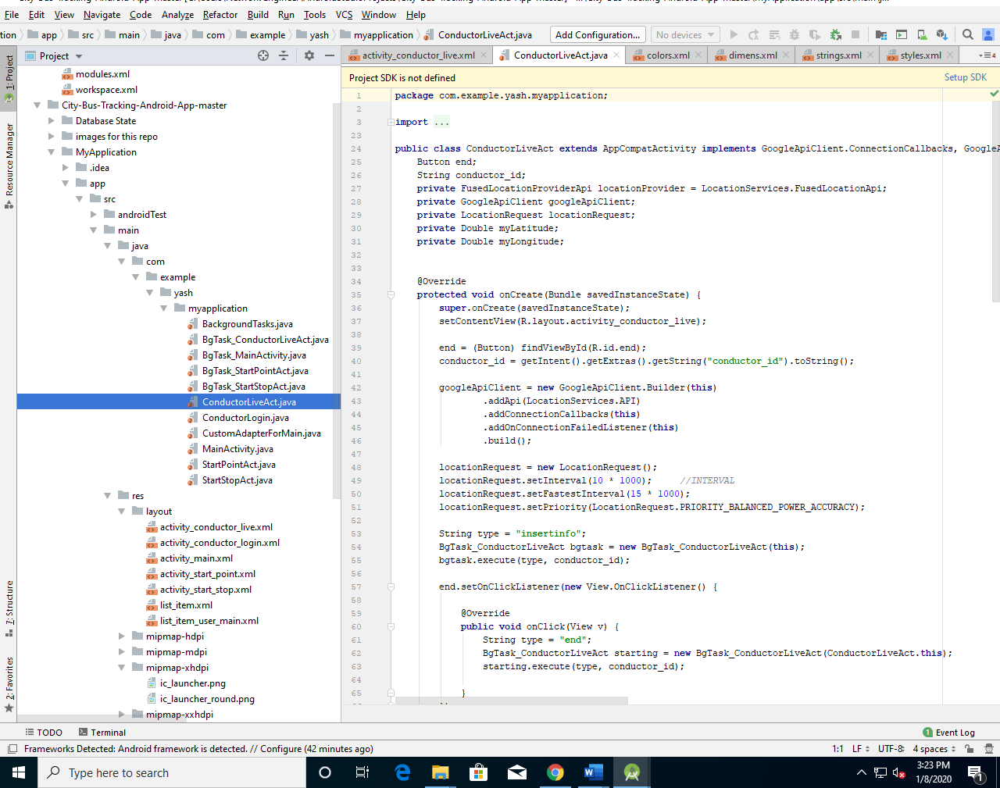 File Edit View Navigate Code Analyze Refactor Build Run Tools VCS Window Help
tion app src main java com example yash myapplication ConductorLiveAct.java Add Configuration... No devices
Project activity_conductor_live.xml ConductorLiveAct.java colors.xml dimens.xml strings.xml styles.xml 4
1: Project
Resource Manager
7: Structure
2: Favorites
modules.xml
workspace.xml
City-Bus-Tracking-Android-App-master
Database State
images for this repo
MyApplication
.idea
app
src
androidTest
main
java
com
example
yash
myapplication
BackgroundTasks.java
BgTask_ConductorLiveAct.java
BgTask_MainActivity.java
BgTask_StartPointAct.java
BgTask_StartStopAct.java
ConductorLiveAct.java
ConductorLogin.java
CustomAdapterForMain.java
MainActivity.java
StartPointAct.java
StartStopAct.java
res
layout
activity_conductor_live.xml
activity_conductor_login.xml
activity_main.xml
activity_start_point.xml
activity_start_stop.xml
list_item.xml
list_item_user_main.xml
mipmap-hdpi
mipmap-mdpi
mipmap-xhdpi
ic_launcher.png
ic_launcher_round.png
mipmap-xxhdpi
Project SDK is not defined Setup SDK
1 package com.example.yash.myapplication;
2
3 import ...
23
24 public class ConductorLiveAct extends AppCompatActivity implements GoogleApiClient.ConnectionCallbacks, GoogleA
25 Button end;
26 String conductor_id;
27 private FusedLocationProviderApi locationProvider = LocationServices.FusedLocationApi;
28 private GoogleApiClient googleApiClient;
29 private LocationRequest locationRequest;
30 private Double myLatitude;
31 private Double myLongitude;
32
33
34 @Override
35 protected void onCreate(Bundle savedInstanceState) {
36 super.onCreate(savedInstanceState);
37 setContentView(R.layout.activity_conductor_live);
38
39 end = (Button) findViewById(R.id.end);
40 conductor_id = getIntent().getExtras().getString("conductor_id").toString();
41
42 googleApiClient = new GoogleApiClient.Builder(this)
43 .addApi(LocationServices.API)
44 .addConnectionCallbacks(this)
45 .addOnConnectionFailedListener(this)
46 .build();
47
48 locationRequest = new LocationRequest();
49 locationRequest.setInterval(10 * 1000); //INTERVAL
50 locationRequest.setFastestInterval(15 * 1000);
51 locationRequest.setPriority(LocationRequest.PRIORITY_BALANCED_POWER_ACCURACY);
52
53 String type = "insertinfo";
54 BgTask_ConductorLiveAct bgtask = new BgTask_ConductorLiveAct(this);
55 bgtask.execute(type, conductor_id);
56
57 end.setOnClickListener(new View.OnClickListener() {
58
59 @Override
60 public void onClick(View v) {
61 String type = "end";
62 BgTask_ConductorLiveAct starting = new BgTask_ConductorLiveAct(ConductorLiveAct.this);
63 starting.execute(type, conductor_id);
64
65 }
TODO Terminal 1 Event Log
Frameworks Detected: Android framework is detected. // Configure (42 minutes ago) 1:1 LF UTF-8 4 spaces
Type here to search
3:23 PM
1/8/2020
1